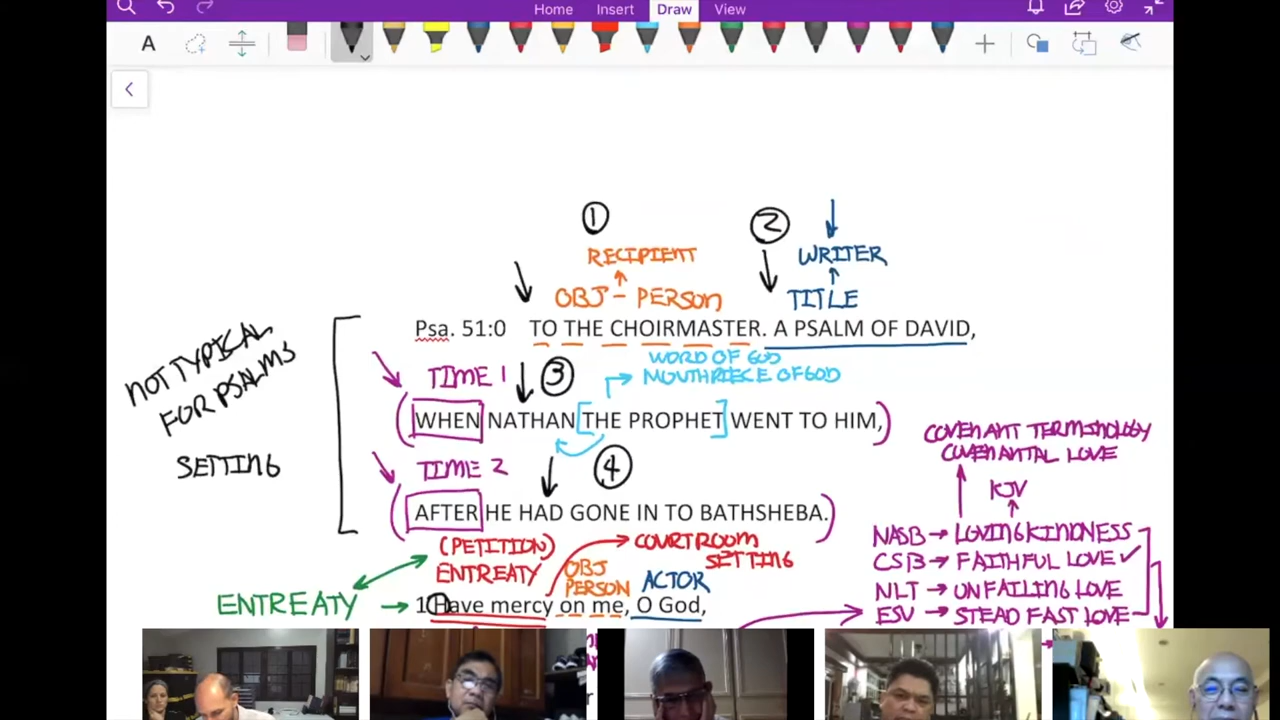 Home Insert Draw View
A
① ②
RECIPIENT WRITER
OBJ - PERSON TITLE
Psa. 51:0 TO THE CHOIRMASTER. A PSALM OF DAVID,
NOT TYPICAL
FOR PSALMS
SETTING
WORD OF GOD
TIME 1 ③ MOUTHPIECE OF GOD
(WHEN NATHAN [THE PROPHET] WENT TO HIM,)
TIME 2 ④
(AFTER HE HAD GONE IN TO BATHSHEBA.)
COVENANT TERMINOLOGY
COVENANTAL LOVE
KJV
NASB → LOVINGKINDNESS
CSB → FAITHFUL LOVE ✓
NLT → UNFAILING LOVE
ESV → STEAD FAST LOVE
(PETITION) COURTROOM
ENTREATY SETTING
OBJ
PERSON ACTOR
ENTREATY → 1 Have mercy on me, O God,